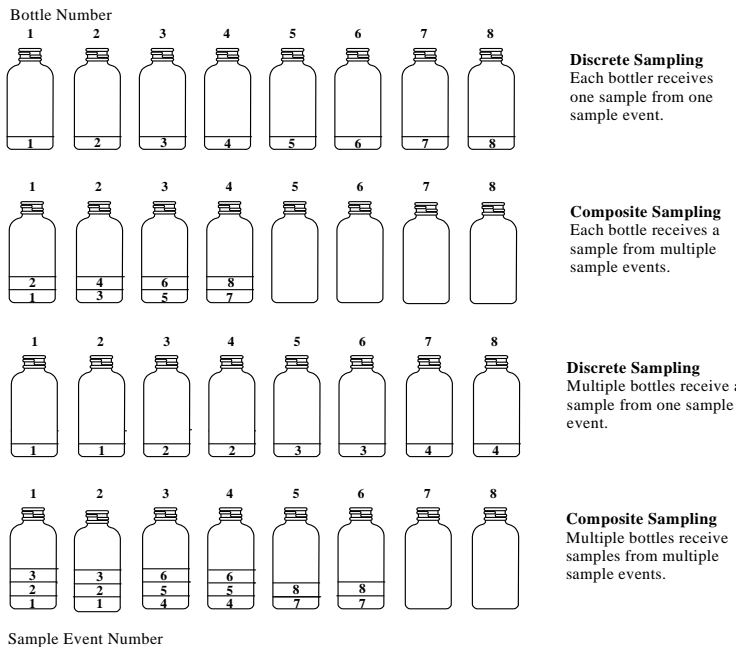 Bottle Number
1 2 3 4 5 6 7 8
1 2 3 4 5 6 7 8
Discrete Sampling
Each bottler receives
one sample from one
sample event.
1 2 3 4 5 6 7 8
2 4 6 8
1 3 5 7
Composite Sampling
Each bottle receives a
sample from multiple
sample events.
1 2 3 4 5 6 7 8
1 1 2 2 3 3 4 4
Discrete Sampling
Multiple bottles receive a
sample from one sample
event.
1 2 3 4 5 6 7 8
3 3 6 6
2 2 5 5 8 8
1 1 4 4 7 7
Composite Sampling
Multiple bottles receive
samples from multiple
sample events.
Sample Event Number